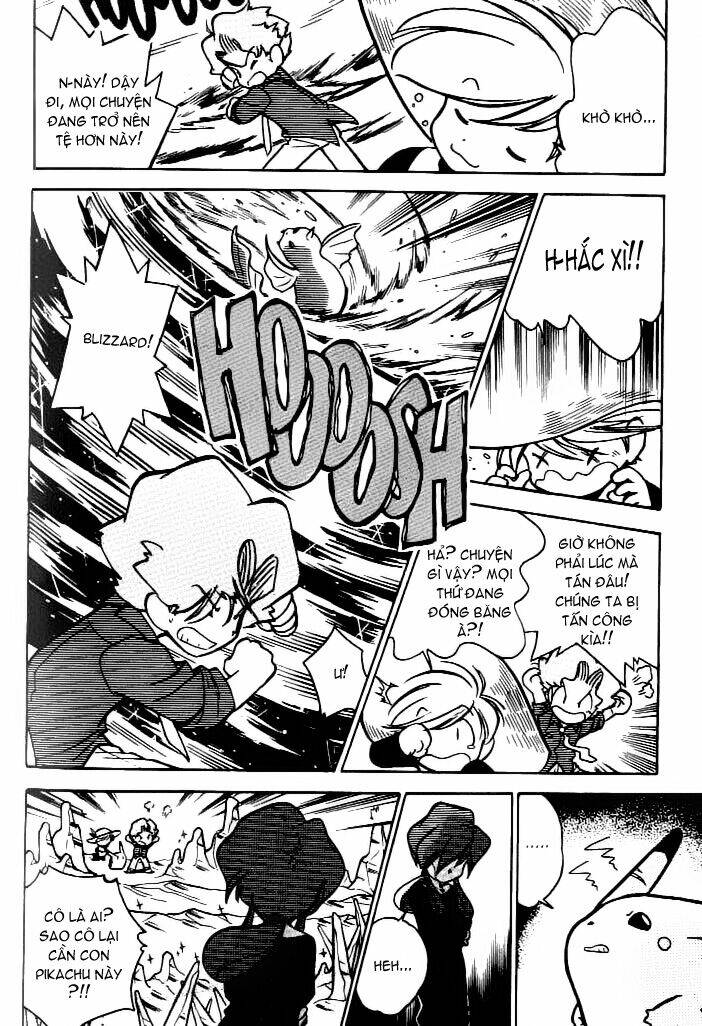 KHÒ KHÒ...
N-NÀY! DẬY
ĐI, MỌI CHUYỆN
ĐANG TRỞ NÊN
TỆ HƠN NÀY!
H-HẮC XÌ!!
GIỜ KHÔNG
PHẢI LÚC MÀ
TÁN ĐÂU!
CHÚNG TA BỊ
TẤN CÔNG
KÌA!!
HẢ? CHUYỆN
GÌ VẬY? MỌI
THỨ ĐANG
ĐÓNG BĂNG
À?!
BLIZZARD!
HOOOOSH
Ư!
......
HEH...
CÔ LÀ AI?
SAO CÔ LẠI
CẦN CON
PIKACHU NÀY
?!!